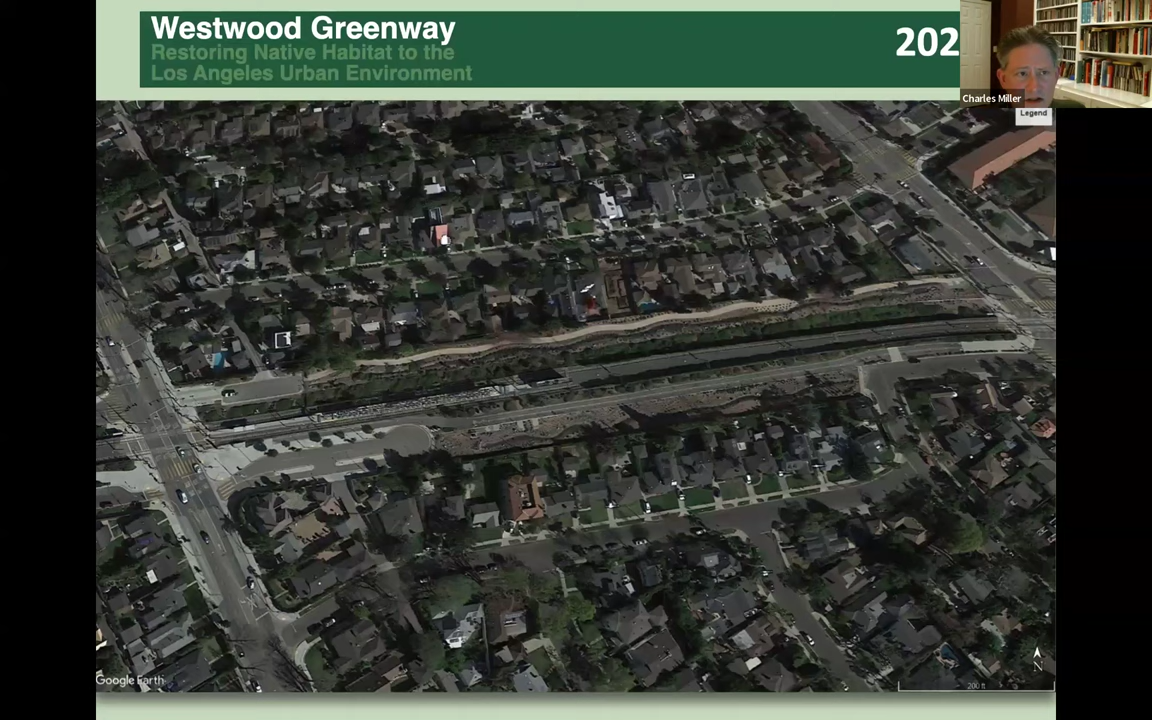 Westwood Greenway
Restoring Native Habitat to the
Los Angeles Urban Environment
202
Charles Miller
Legend
N
Google Earth
200 ft